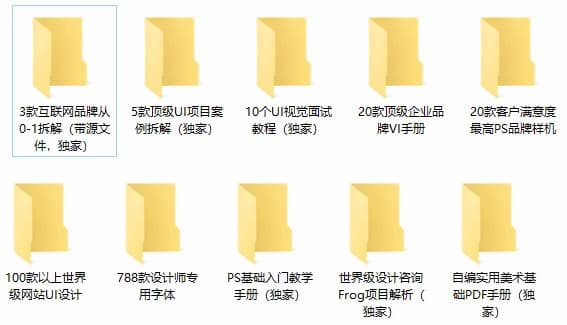 3款互联网品牌从
0-1拆解（带源文
件，独家）
5款顶级UI项目案
例拆解（独家）
10个UI视觉面试
教程（独家）
20款顶级企业品
牌VI手册
20款客户满意度
最高PS品牌样机
100款以上世界
级网站UI设计
788款设计师专
用字体
PS基础入门教学
手册（独家）
世界级设计咨询
Frog项目解析（
独家）
自编实用美术基
础PDF手册（独
家）